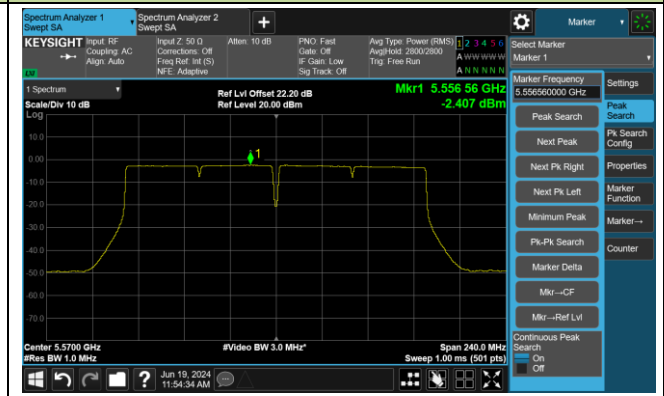 Spectrum Analyzer 1
Swept SA
Spectrum Analyzer 2
Swept SA
+
Marker
KEYSIGHT
Input: RF
Coupling: AC
Align: Auto
Input Z: 50 Ω
Corrections: Off
Freq Ref: Int (S)
NFE: Adaptive
Atten: 10 dB
PNO: Fast
Gate: Off
IF Gain: Low
Sig Track: Off
Avg Type: Power (RMS)
Avg|Hold: 2800/2800
Trig: Free Run
1 2 3 4 5 6
A W W W W W
A N N N N N
Select Marker
Marker 1
1 Spectrum
Scale/Div 10 dB
Log
Ref Lvl Offset 22.20 dB
Ref Level 20.00 dBm
Mkr1 5.556 56 GHz
-2.407 dBm
1
10.0
0.00
-10.0
-20.0
-30.0
-40.0
-50.0
-60.0
-70.0
Center 5.5700 GHz
#Res BW 1.0 MHz
#Video BW 3.0 MHz*
Span 240.0 MHz
Sweep 1.00 ms (501 pts)
Marker Frequency
5.556560000 GHz
Peak Search
Next Peak
Next Pk Right
Next Pk Left
Minimum Peak
Pk-Pk Search
Marker Delta
Mkr→CF
Mkr→Ref Lvl
Continuous Peak
Search
On
Off
Settings
Peak
Search
Pk Search
Config
Properties
Marker
Function
Marker→
Counter
?
Jun 19, 2024
11:54:34 AM